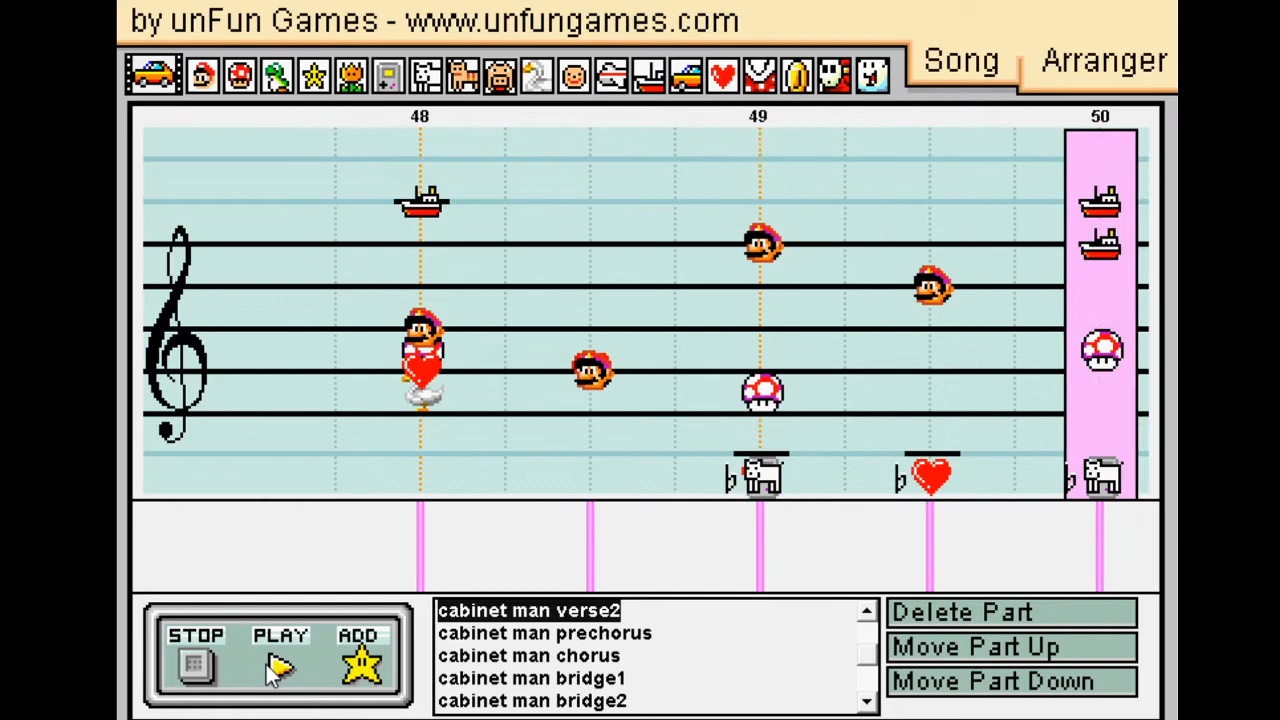 by unFun Games - www.unfungames.com
Song
Arranger
48
49
50
STOP
PLAY
ADD
cabinet man verse2
cabinet man prechorus
cabinet man chorus
cabinet man bridge1
cabinet man bridge2
Delete Part
Move Part Up
Move Part Down